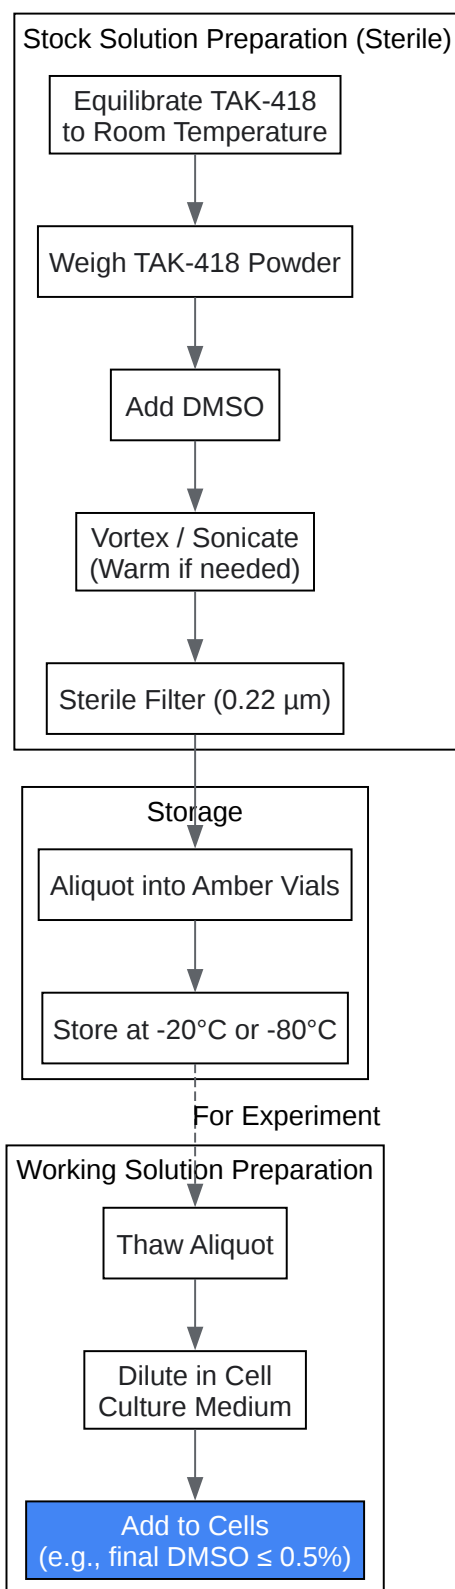 Stock Solution Preparation (Sterile)
Equilibrate TAK-418
to Room Temperature
Weigh TAK-418 Powder
Add DMSO
Vortex / Sonicate
(Warm if needed)
Sterile Filter (0.22 µm)
Storage
Aliquot into Amber Vials
Store at -20°C or -80°C
For Experiment
Working Solution Preparation
Thaw Aliquot
Dilute in Cell
Culture Medium
Add to Cells
(e.g., final DMSO ≤ 0.5%)